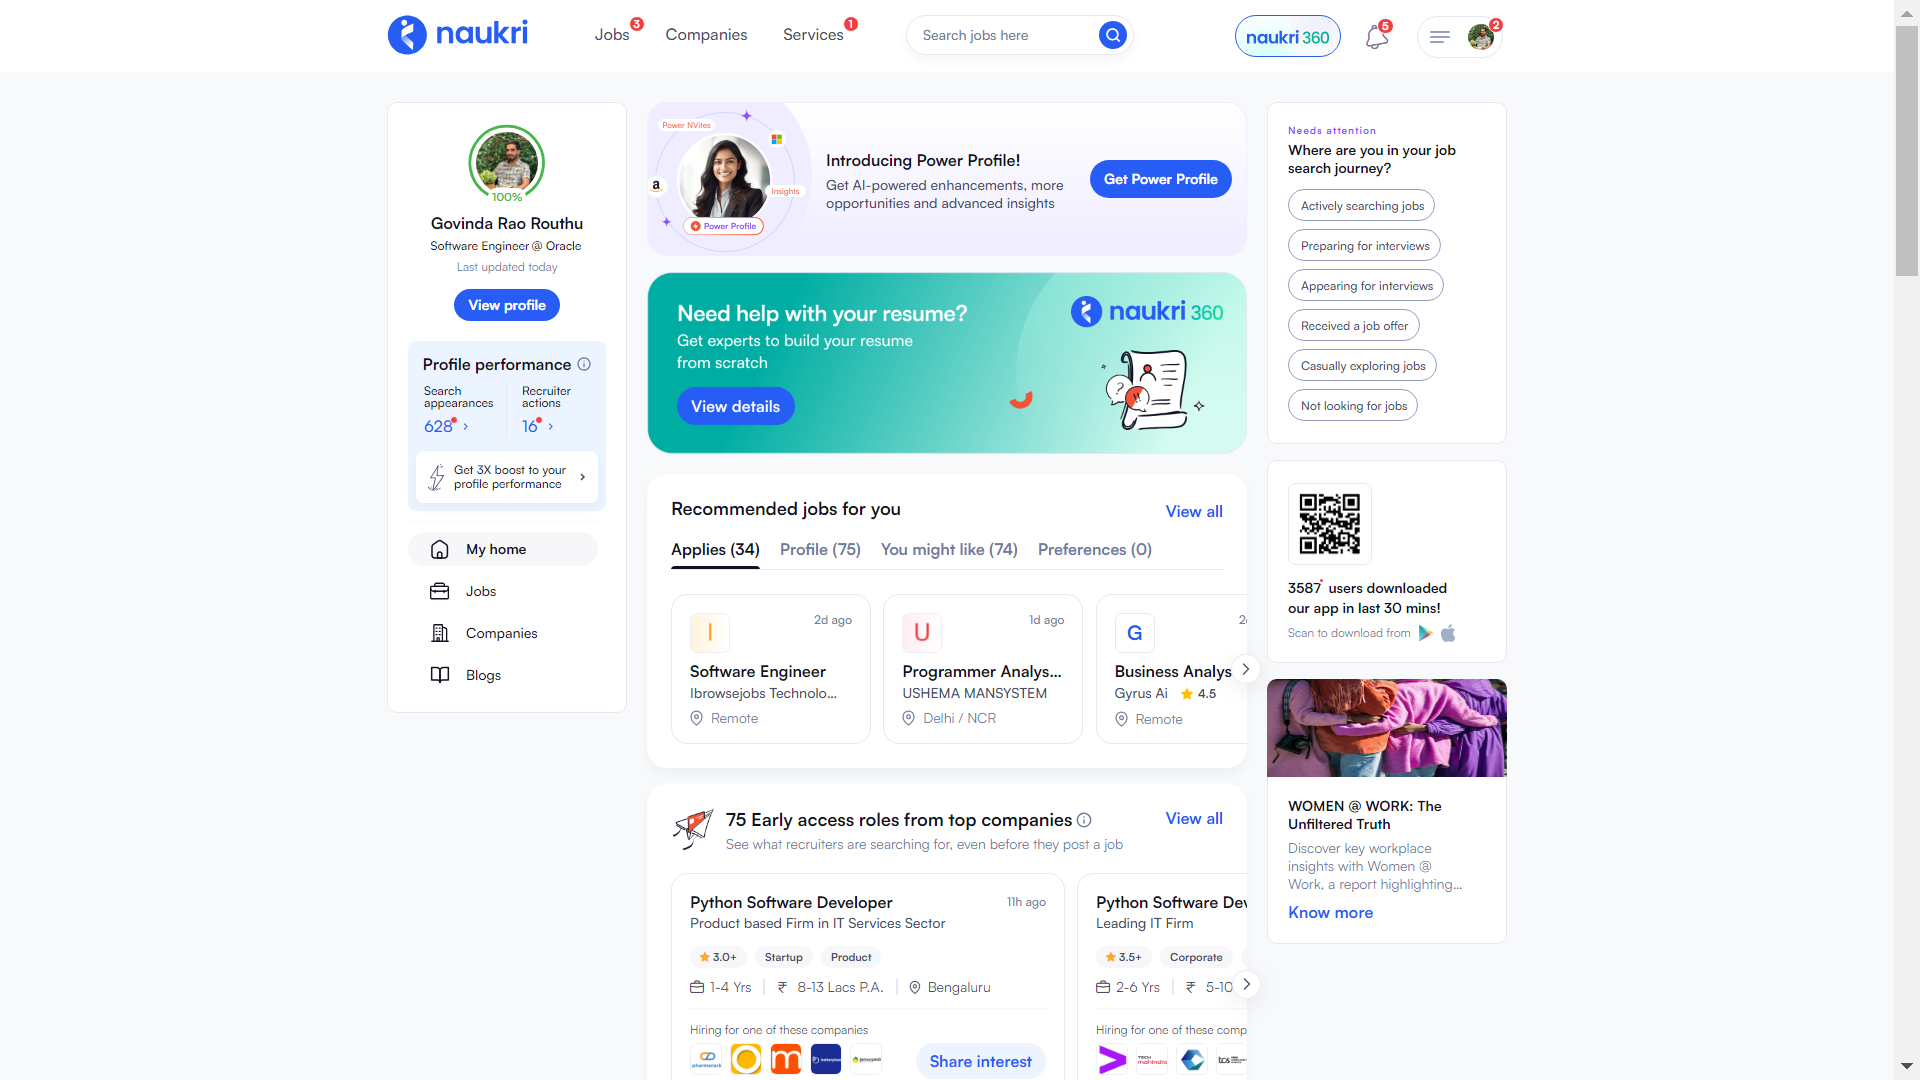 naukri
Jobs 3
Companies
Services 1
Search jobs here
naukri 360
5
2
100%
Govinda Rao Routhu
Software Engineer @ Oracle
Last updated today
View profile
Profile performance
Search appearances
628
Recruiter actions
16
Get 3X boost to your
profile performance
My home
Jobs
Companies
Blogs
Power NVites
Insights
Power Profile
Introducing Power Profile!
Get AI-powered enhancements, more
opportunities and advanced insights
Get Power Profile
Need help with your resume?
Get experts to build your resume
from scratch
View details
naukri 360
Recommended jobs for you
View all
Applies (34)
Profile (75)
You might like (74)
Preferences (0)
I
2d ago
Software Engineer
Ibrowsejobs Technolo...
Remote
U
1d ago
Programmer Analys...
USHEMA MANSYSTEM
Delhi / NCR
G
Business Analys
Gyrus Ai 4.5
Remote
75 Early access roles from top companies
View all
See what recruiters are searching for, even before they post a job
Python Software Developer
11h ago
Product based Firm in IT Services Sector
3.0+
Startup
Product
1-4 Yrs
₹ 8-13 Lacs P.A.
Bengaluru
Hiring for one of these companies
Share interest
Python Software Dev
Leading IT Firm
3.5+
Corporate
2-6 Yrs
₹ 5-10
Hiring for one of these comp
Needs attention
Where are you in your job
search journey?
Actively searching jobs
Preparing for interviews
Appearing for interviews
Received a job offer
Casually exploring jobs
Not looking for jobs
3587* users downloaded
our app in last 30 mins!
Scan to download from
WOMEN @ WORK: The
Unfiltered Truth
Discover key workplace
insights with Women @
Work, a report highlighting...
Know more